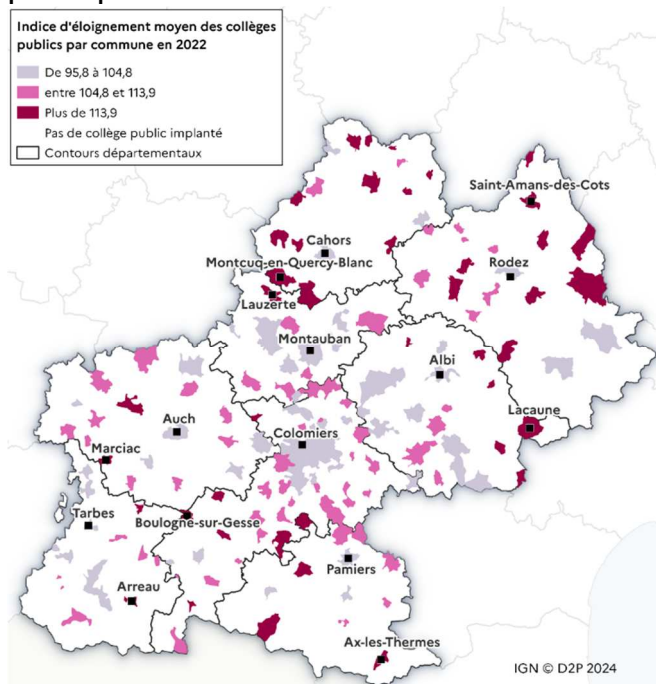 Indice d'éloignement moyen des collèges
publics par commune en 2022
De 95,8 à 104,8
entre 104,8 et 113,9
Plus de 113,9
Pas de collège public implanté
Contours départementaux
Saint-Amans-des-Cots
Cahors
Rodez
Montcuq-en-Quercy-Blanc
Lauzerte
Montauban
Albi
Auch
Lacaune
Colomiers
Marciac
Tarbes
Boulogne-sur-Gesse
Pamiers
Arreau
Ax-les-Thermes
IGN © D2P 2024